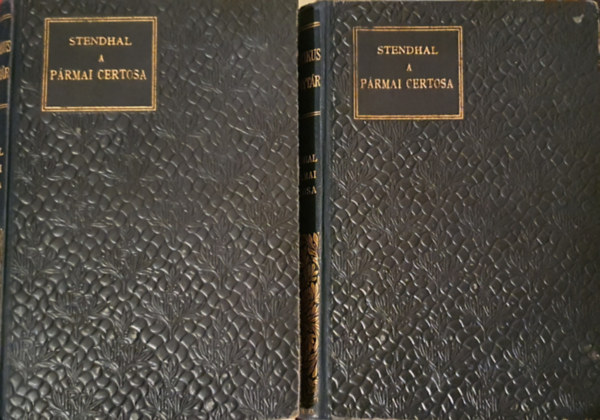 STENDHAL
A
PÁRMAI CERTOSA
STENDHAL
A
PÁRMAI CERTOSA